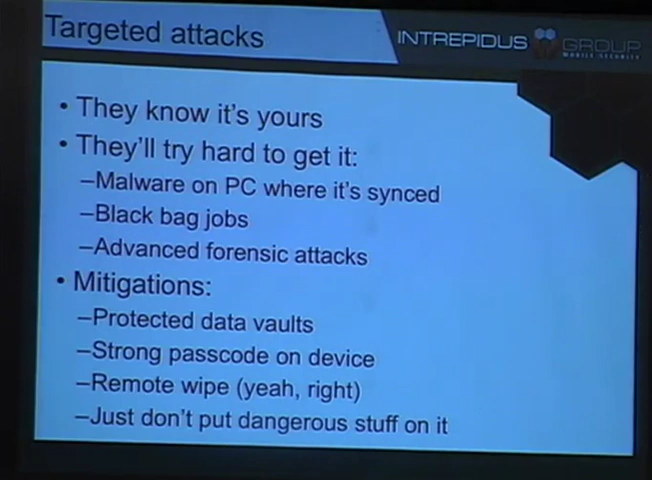 Targeted attacks
INTREPIDUS GROUP
MOBILE SECURITY
• They know it's yours
• They'll try hard to get it:
–Malware on PC where it's synced
–Black bag jobs
–Advanced forensic attacks
• Mitigations:
–Protected data vaults
–Strong passcode on device
–Remote wipe (yeah, right)
–Just don't put dangerous stuff on it